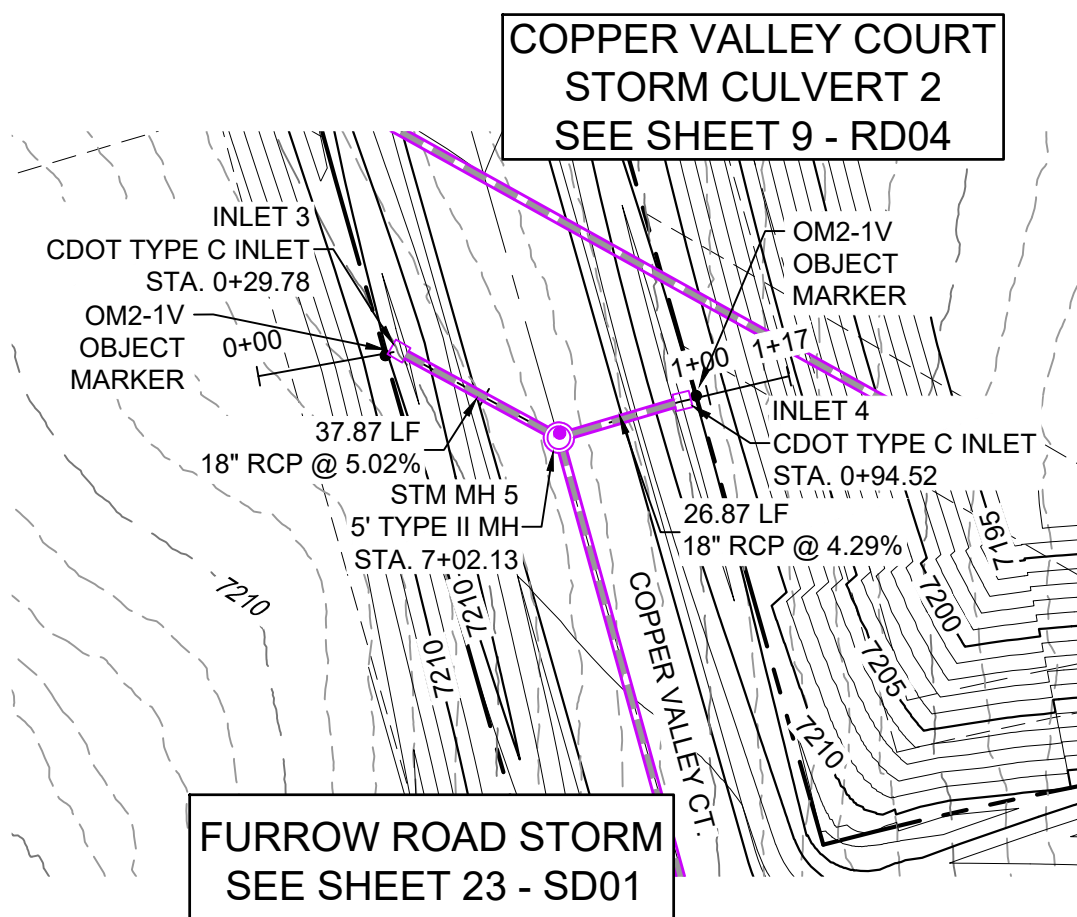 COPPER VALLEY COURT
STORM CULVERT 2
SEE SHEET 9 - RD04
INLET 3
CDOT TYPE C INLET
STA. 0+29.78
OM2-1V
OBJECT
MARKER
0+00
OM2-1V
OBJECT
MARKER
1+00
1+17
INLET 4
CDOT TYPE C INLET
STA. 0+94.52
37.87 LF
18" RCP @ 5.02%
STM MH 5
5' TYPE II MH
STA. 7+02.13
26.87 LF
18" RCP @ 4.29%
7195
7200
7205
7210
7210
7210
7210
COPPER VALLEY CT.
FURROW ROAD STORM
SEE SHEET 23 - SD01